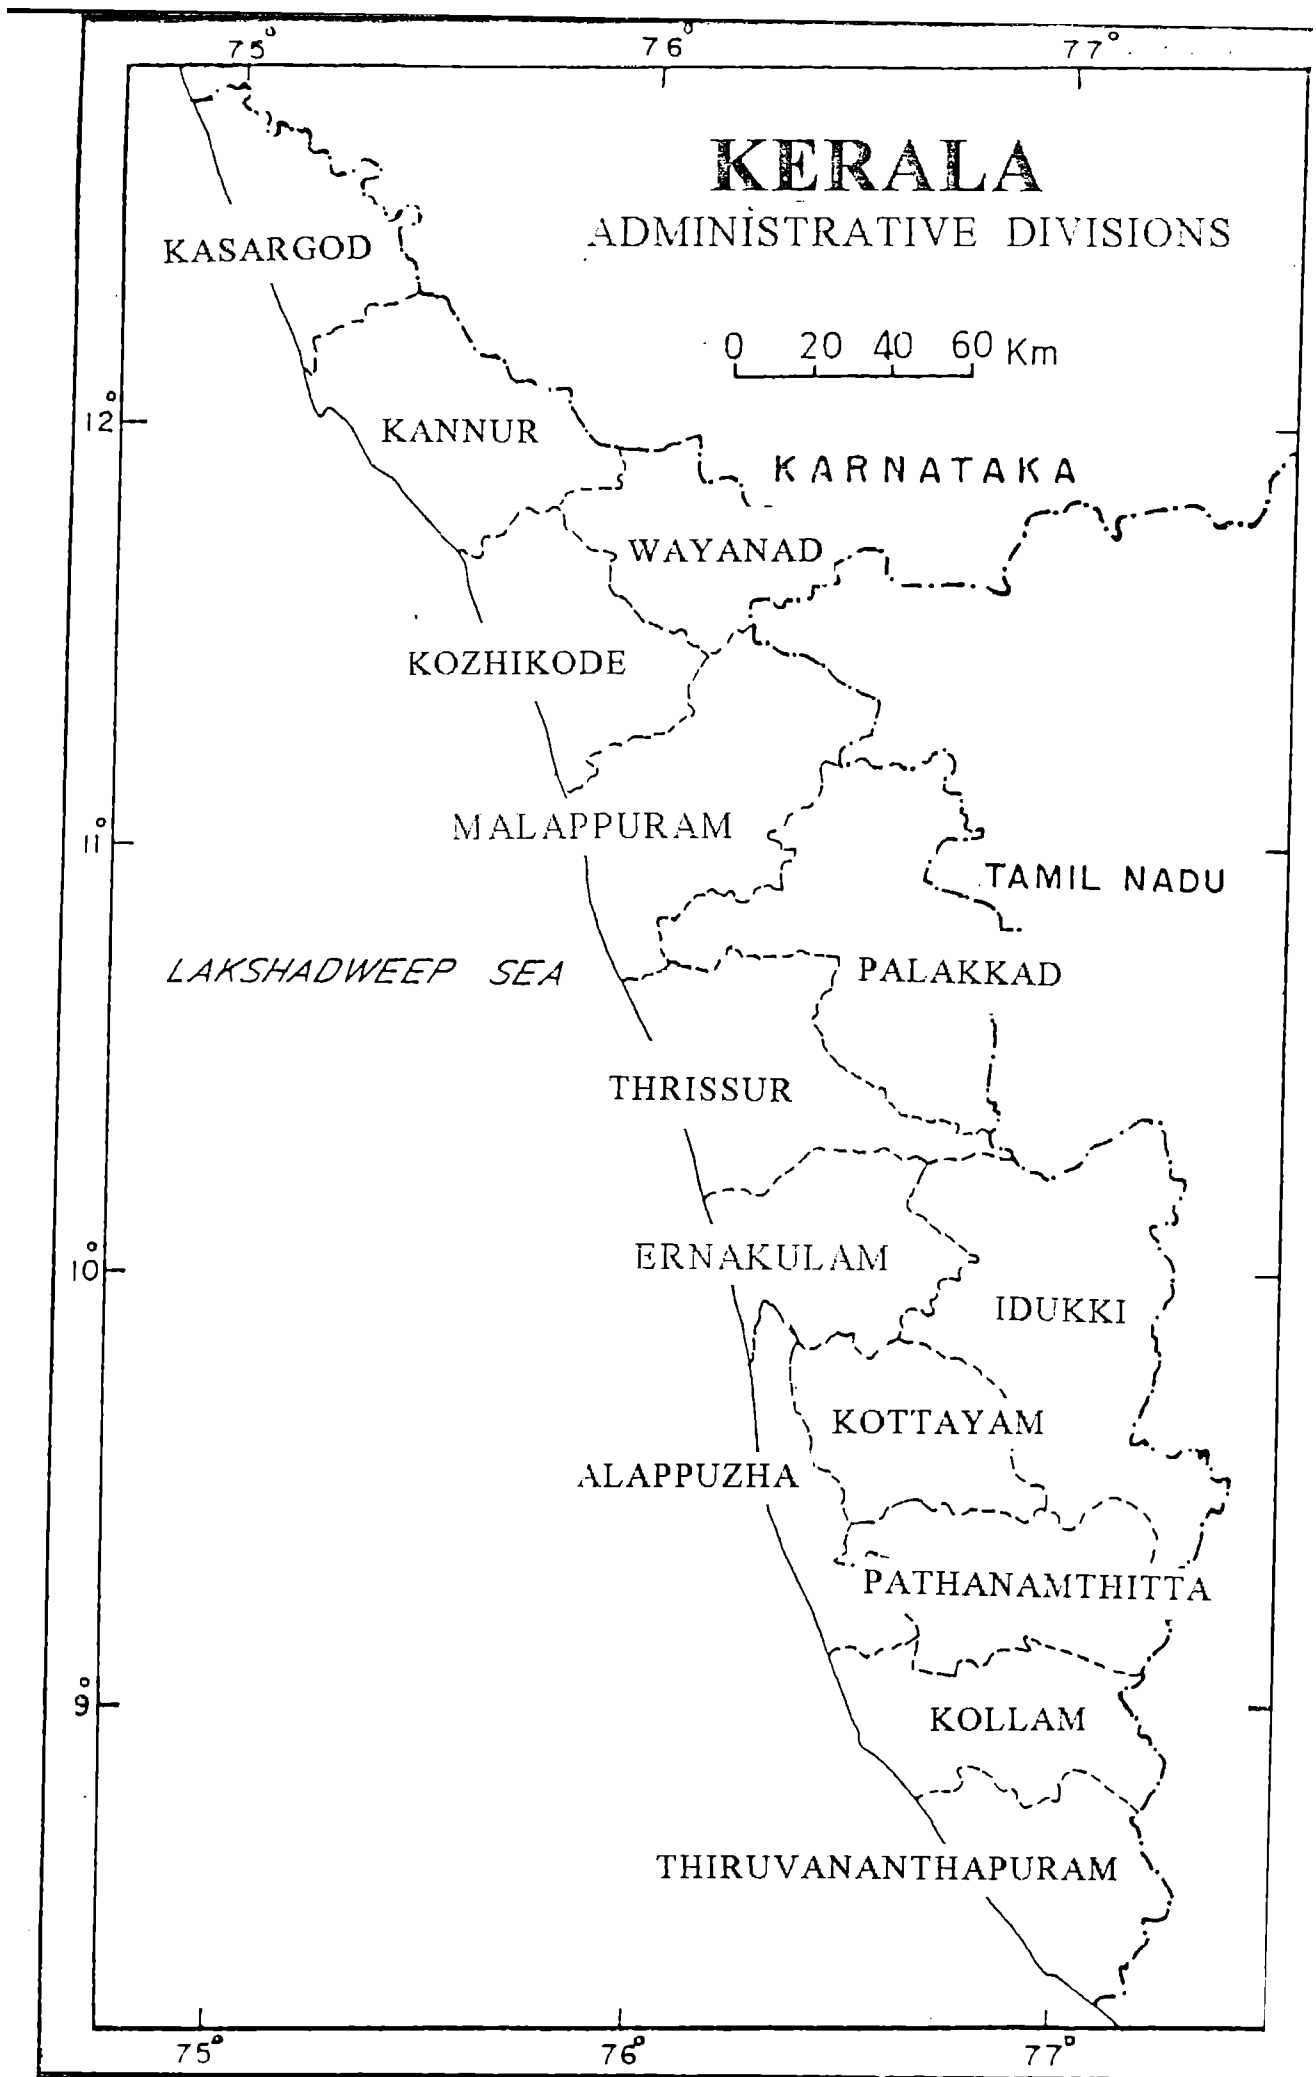 75° 76° 77°
KERALA
ADMINISTRATIVE DIVISIONS
KASARGOD
0 20 40 60 Km
12°
KANNUR
KARNATAKA
WAYANAD
KOZHIKODE
MALAPPURAM
11°
TAMIL NADU
LAKSHADWEEP SEA
PALAKKAD
THRISSUR
ERNAKULAM
10°
IDUKKI
KOTTAYAM
ALAPPUZHA
PATHANAMTHITTA
9°
KOLLAM
THIRUVANANTHAPURAM
75° 76° 77°